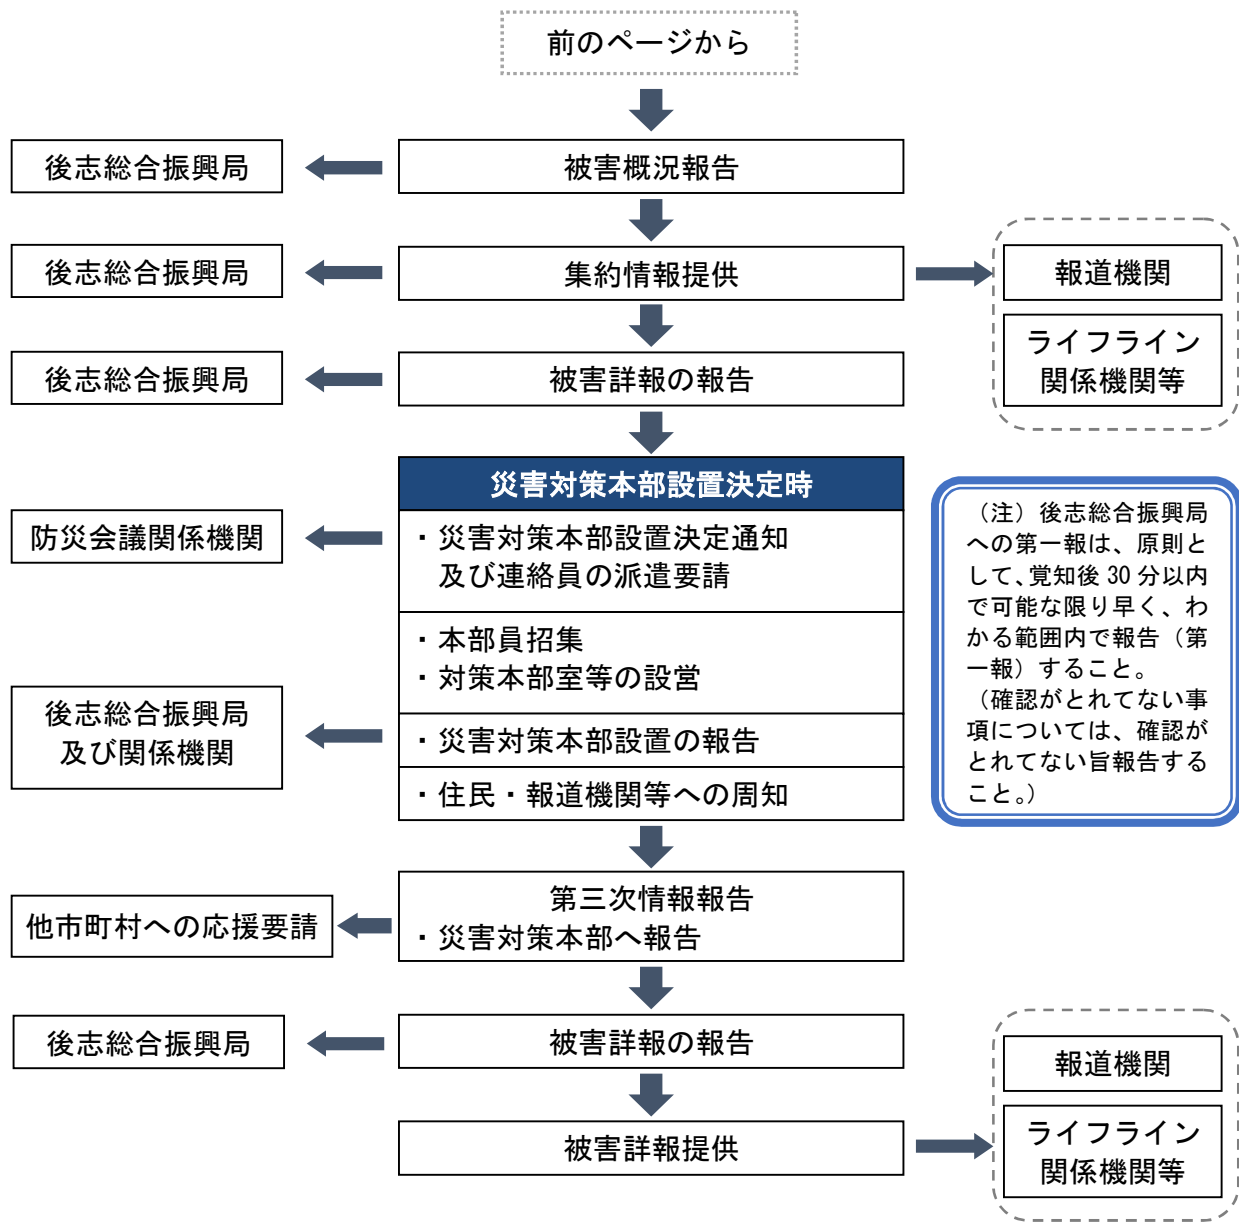 前のページから
後志総合振興局
被害概況報告
後志総合振興局
集約情報提供
報道機関
ライフライン
関係機関等
後志総合振興局
被害詳報の報告
災害対策本部設置決定時
防災会議関係機関
・災害対策本部設置決定通知
及び連絡員の派遣要請
・本部員招集
・対策本部室等の設営
後志総合振興局
及び関係機関
・災害対策本部設置の報告
・住民・報道機関等への周知
（注）後志総合振興局
への第一報は、原則と
して、覚知後 30 分以内
で可能な限り早く、わ
かる範囲内で報告（第
一報）すること。
（確認がとれてない事
項については、確認が
とれてない旨報告する
こと。）
他市町村への応援要請
第三次情報報告
・災害対策本部へ報告
後志総合振興局
被害詳報の報告
被害詳報提供
報道機関
ライフライン
関係機関等